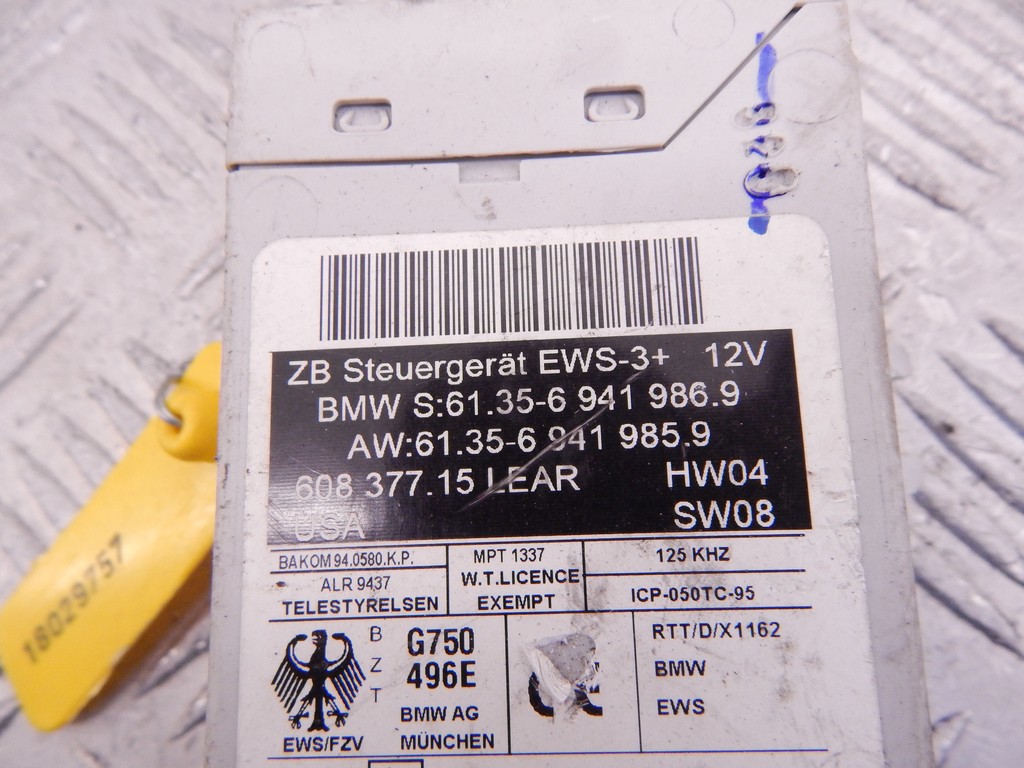 ZB Steuergerät EWS-3+ 12V
BMW S:61.35-6 941 986.9
AW:61.35-6 941 985.9
608 377.15 LEAR HW04
USA SW08
BAKOM 94.0580.K.P.
ALR 9437
TELESTYRELSEN
MPT 1337
W.T.LICENCE
EXEMPT
125 KHZ
ICP-050TC-95
EWS/FZV
B
Z
T
G750
496E
BMW AG
MÜNCHEN
CE
RTT/D/X1162
BMW
EWS
18029757